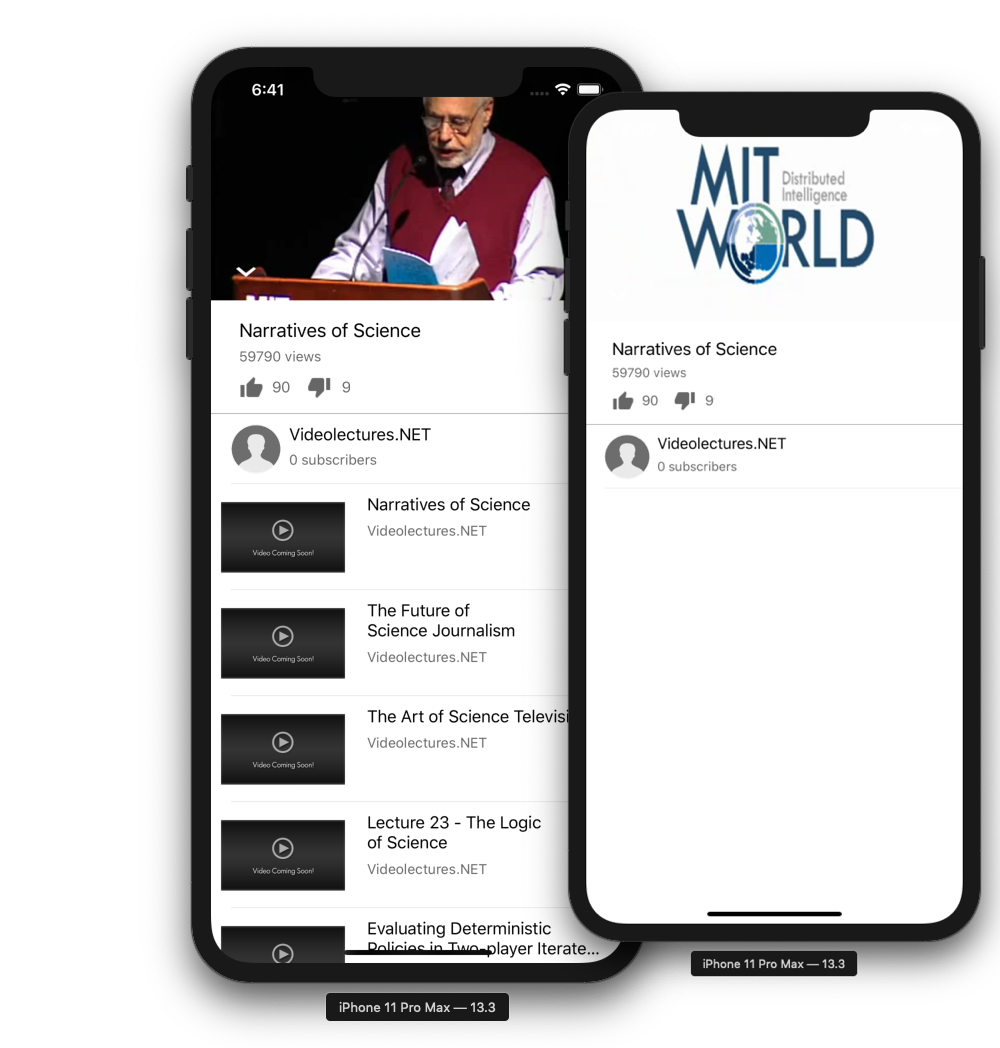 6:41
Narratives of Science
59790 views
90
9
Videolectures.NET
0 subscribers
Video Coming Soon!
Narratives of Science
Videolectures.NET
Video Coming Soon!
The Future of
Science Journalism
Videolectures.NET
Video Coming Soon!
The Art of Science Televisi
Videolectures.NET
Video Coming Soon!
Lecture 23 - The Logic
of Science
Videolectures.NET
Evaluating Deterministic
Policies in Two-player Iterate...
iPhone 11 Pro Max — 13.3
MIT
Distributed
Intelligence
WORLD
Narratives of Science
59790 views
90
9
Videolectures.NET
0 subscribers
iPhone 11 Pro Max — 13.3